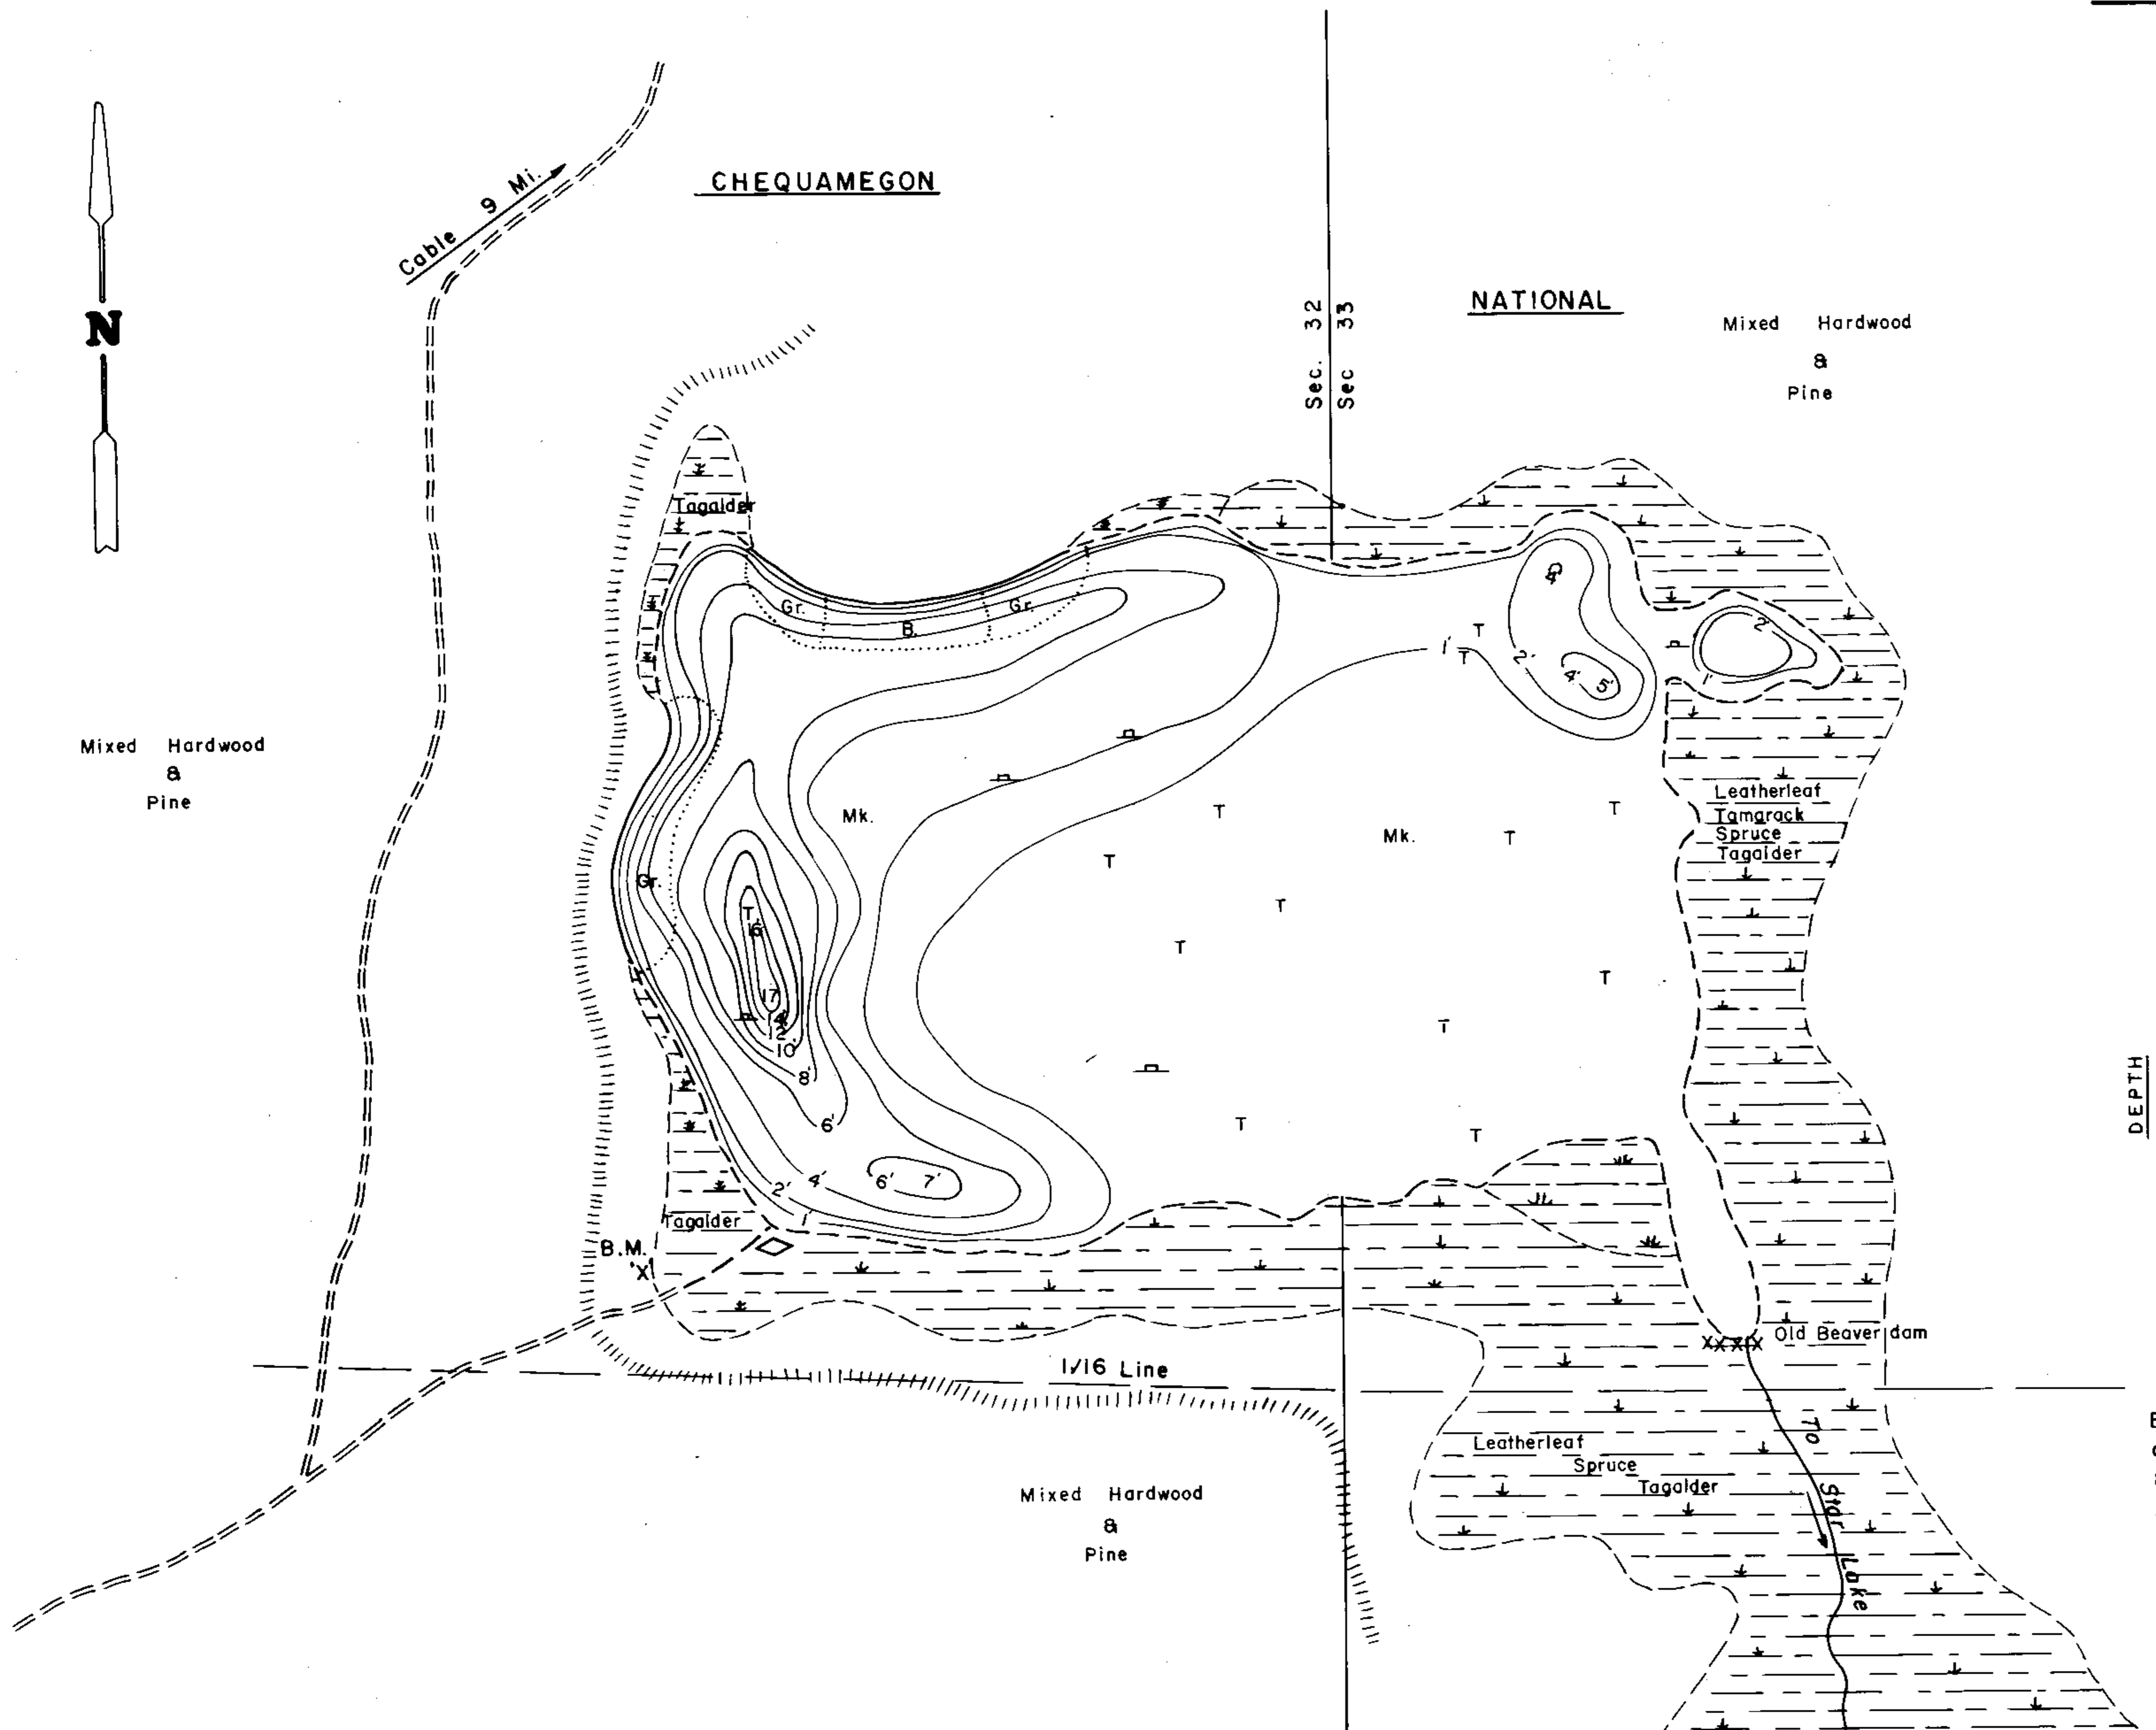 CHEQUAMEGON
Cable 9 Mi.
N
NATIONAL
Sec. 32
Sec 33
Mixed Hardwood
&
Pine
Tagalder
Gr.
B.
Gr.
4'
2'
1'
T
T
2'
4'
5'
1'
Mixed Hardwood
&
Pine
Mk.
T
T
T
Mk.
T
Leatherleaf
Tamarack
Spruce
Tagalder
Gr.
T
16'
T
T
T
17
14'
12'
10'
T
8'
6'
T
T
4'
6'
7'
2'
1'
DEPTH
Tagalder
B.M.
X
Old Beaver dam
XXXX
1/16 Line
To Star Lake
Leatherleaf
Spruce
Tagalder
Mixed Hardwood
&
Pine